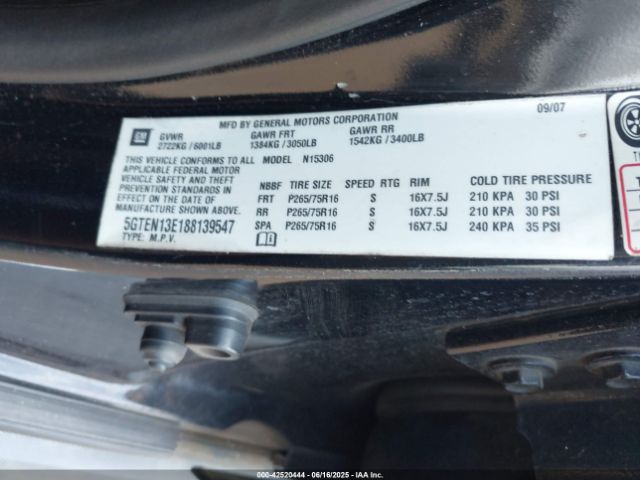 MFD BY GENERAL MOTORS CORPORATION 09/07
GM GVWR GAWR FRT GAWR RR
2722KG / 6001LB 1384KG / 3050LB 1542KG / 3400LB
THIS VEHICLE CONFORMS TO ALL MODEL N15306
APPLICABLE FEDERAL MOTOR
VEHICLE SAFETY AND THEFT
PREVENTION STANDARDS IN
EFFECT ON THE DATE OF
MANUFACTURE SHOWN ABOVE.
5GTEN13E188139547
TYPE: M.P.V.
NBBF TIRE SIZE SPEED RTG RIM COLD TIRE PRESSURE
FRT P265/75R16 S 16X7.5J 210 KPA 30 PSI
RR P265/75R16 S 16X7.5J 210 KPA 30 PSI
SPA P265/75R16 S 16X7.5J 240 KPA 35 PSI
000-42520444 - 06/16/2025 - IAAI.com